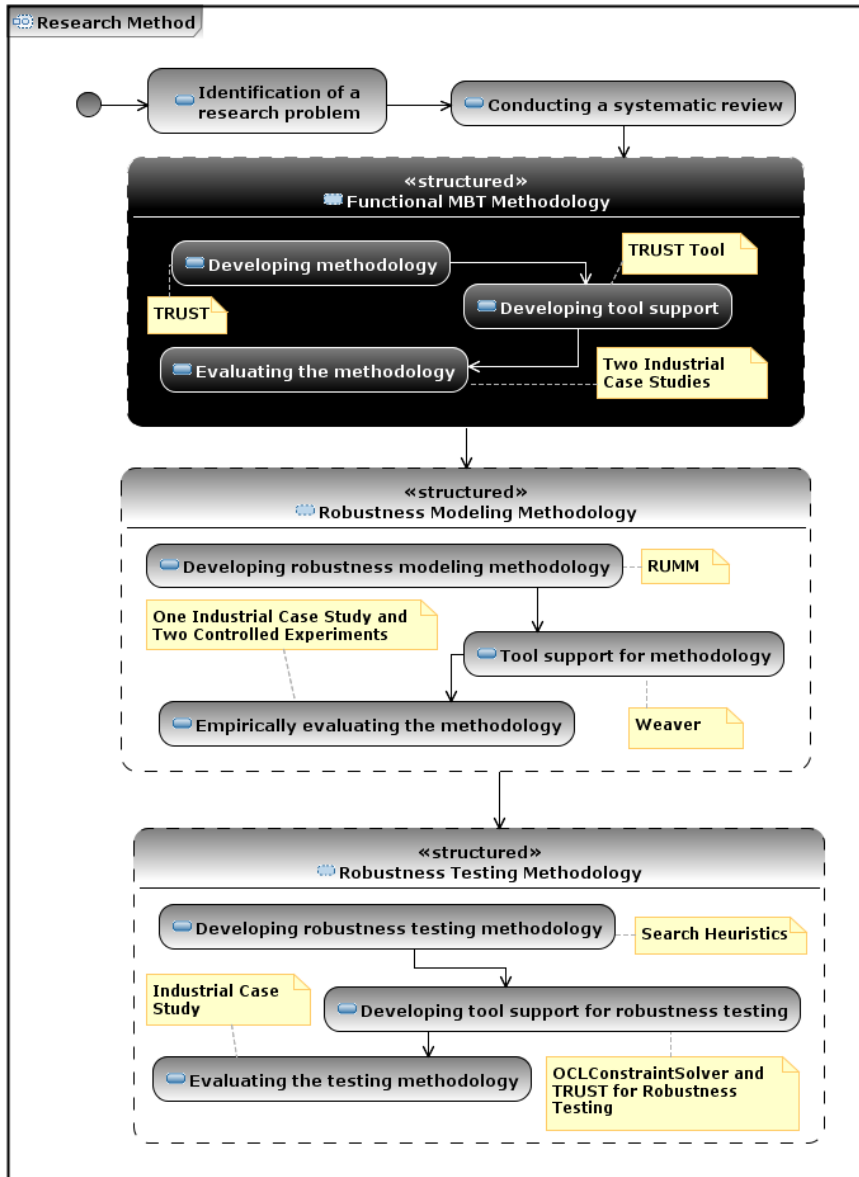 Research Method
Identification of a
research problem
Conducting a systematic review
«structured»
Functional MBT Methodology
TRUST Tool
Developing methodology
TRUST
Developing tool support
Evaluating the methodology
Two Industrial
Case Studies
«structured»
Robustness Modeling Methodology
Developing robustness modeling methodology
RUMM
One Industrial Case Study and
Two Controlled Experiments
Tool support for methodology
Empirically evaluating the methodology
Weaver
«structured»
Robustness Testing Methodology
Developing robustness testing methodology
Search Heuristics
Industrial Case
Study
Developing tool support for robustness testing
Evaluating the testing methodology
OCLConstraintSolver and
TRUST for Robustness
Testing